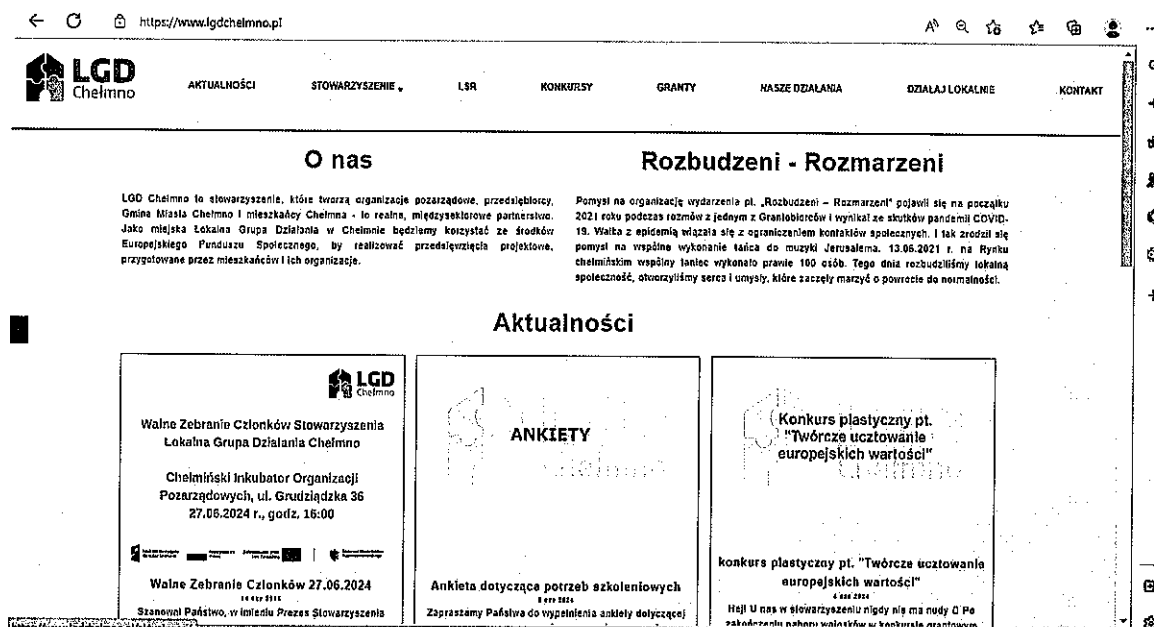 https://www.lgdchelmno.pl
LGD
Chełmno
AKTUALNOŚCI
STOWARZYSZENIE
LSR
KONKURSY
GRANTY
NASZE DZIAŁANIA
DZIAŁAJ LOKALNIE
KONTAKT
O nas
LGD Chełmno to stowarzyszenie, które tworzą organizacje pozarządowe, przedsiębiorcy,
Gmina Miasta Chełmno i mieszkańcy Chełmna - to realne, międzysektorowe partnerstwo.
Jako miejska Lokalna Grupa Działania w Chełmnie będziemy korzystać ze środków
Europejskiego Funduszu Społecznego, by realizować przedsięwzięcia projektowe,
przygotowane przez mieszkańców i ich organizacje.
Rozbudzeni - Rozmarzeni
Pomysł na organizację wydarzenia pt. „Rozbudzeni – Rozmarzeni" pojawił się na początku
2021 roku podczas rozmów z jednym z Grantobiorców i wynikał ze skutków pandemii COVID-
19. Walka z epidemią wiązała się z ograniczeniem kontaktów społecznych. I tak zrodził się
pomysł na wspólne wykonanie tańca do muzyki Jerusalema. 13.06.2021 r. na Rynku
chełmińskim wspólny taniec wykonało prawie 100 osób. Tego dnia rozbudziliśmy lokalną
społeczność, otworzyliśmy serca i umysły, które zaczęły marzyć o powrocie do normalności.
Aktualności
LGD
Chełmno
Walne Zebranie Członków Stowarzyszenia
Lokalna Grupa Działania Chełmno
Chełmiński Inkubator Organizacji
Pozarządowych, ul. Grudziądzka 36
27.06.2024 r., godz. 16:00
Walne Zebranie Członków 27.06.2024
Szanowni Państwo, w imieniu Prezes Stowarzyszenia
ANKIETY
Chełmno
Ankieta dotycząca potrzeb szkoleniowych
Zapraszamy Państwa do wypełnienia ankiety dotyczącej
Konkurs plastyczny pt.
"Twórcze ucztowanie
europejskich wartości"
Chełmno
konkurs plastyczny pt. "Twórcze ucztowanie
europejskich wartości"
Hej! U nas w stowarzyszeniu nigdy nie ma nudy Po
zakończeniu naboru wniosków w konkursie grantowym